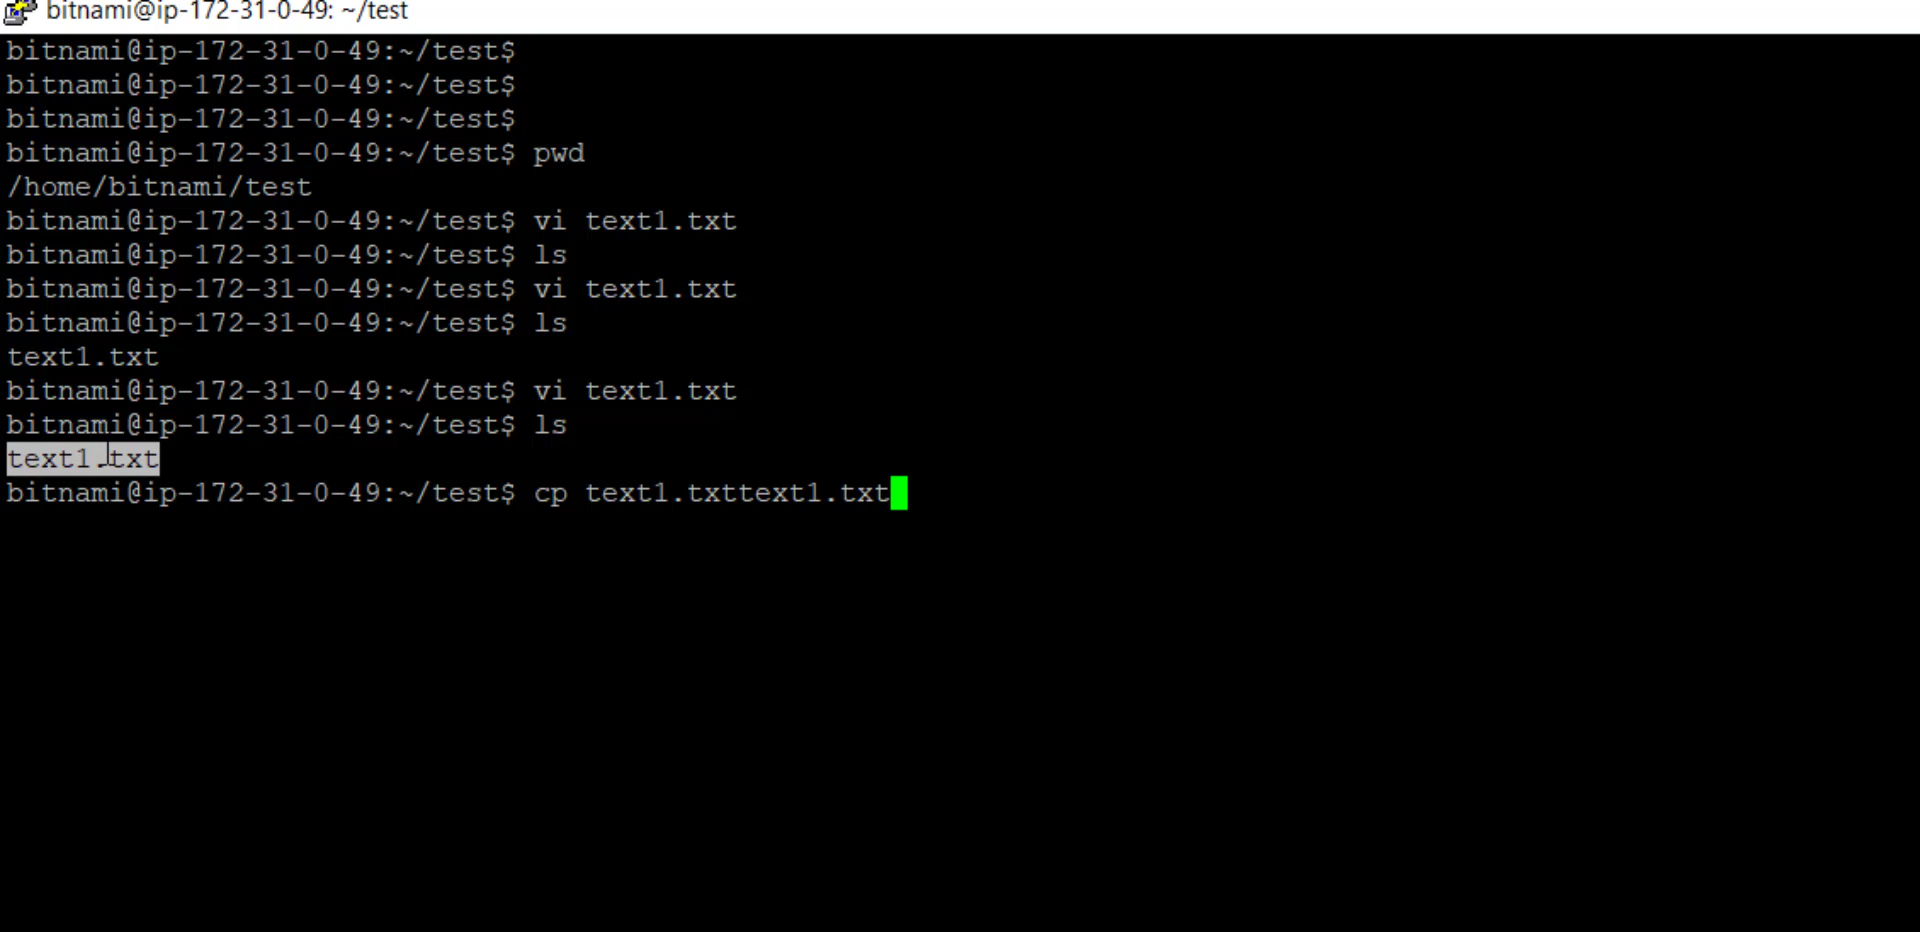 bitnami@ip-172-31-0-49: ~/test
bitnami@ip-172-31-0-49:~/test$
bitnami@ip-172-31-0-49:~/test$
bitnami@ip-172-31-0-49:~/test$
bitnami@ip-172-31-0-49:~/test$ pwd
/home/bitnami/test
bitnami@ip-172-31-0-49:~/test$ vi text1.txt
bitnami@ip-172-31-0-49:~/test$ ls
bitnami@ip-172-31-0-49:~/test$ vi text1.txt
bitnami@ip-172-31-0-49:~/test$ ls
text1.txt
bitnami@ip-172-31-0-49:~/test$ vi text1.txt
bitnami@ip-172-31-0-49:~/test$ ls
text1.txt
bitnami@ip-172-31-0-49:~/test$ cp text1.txttext1.txt